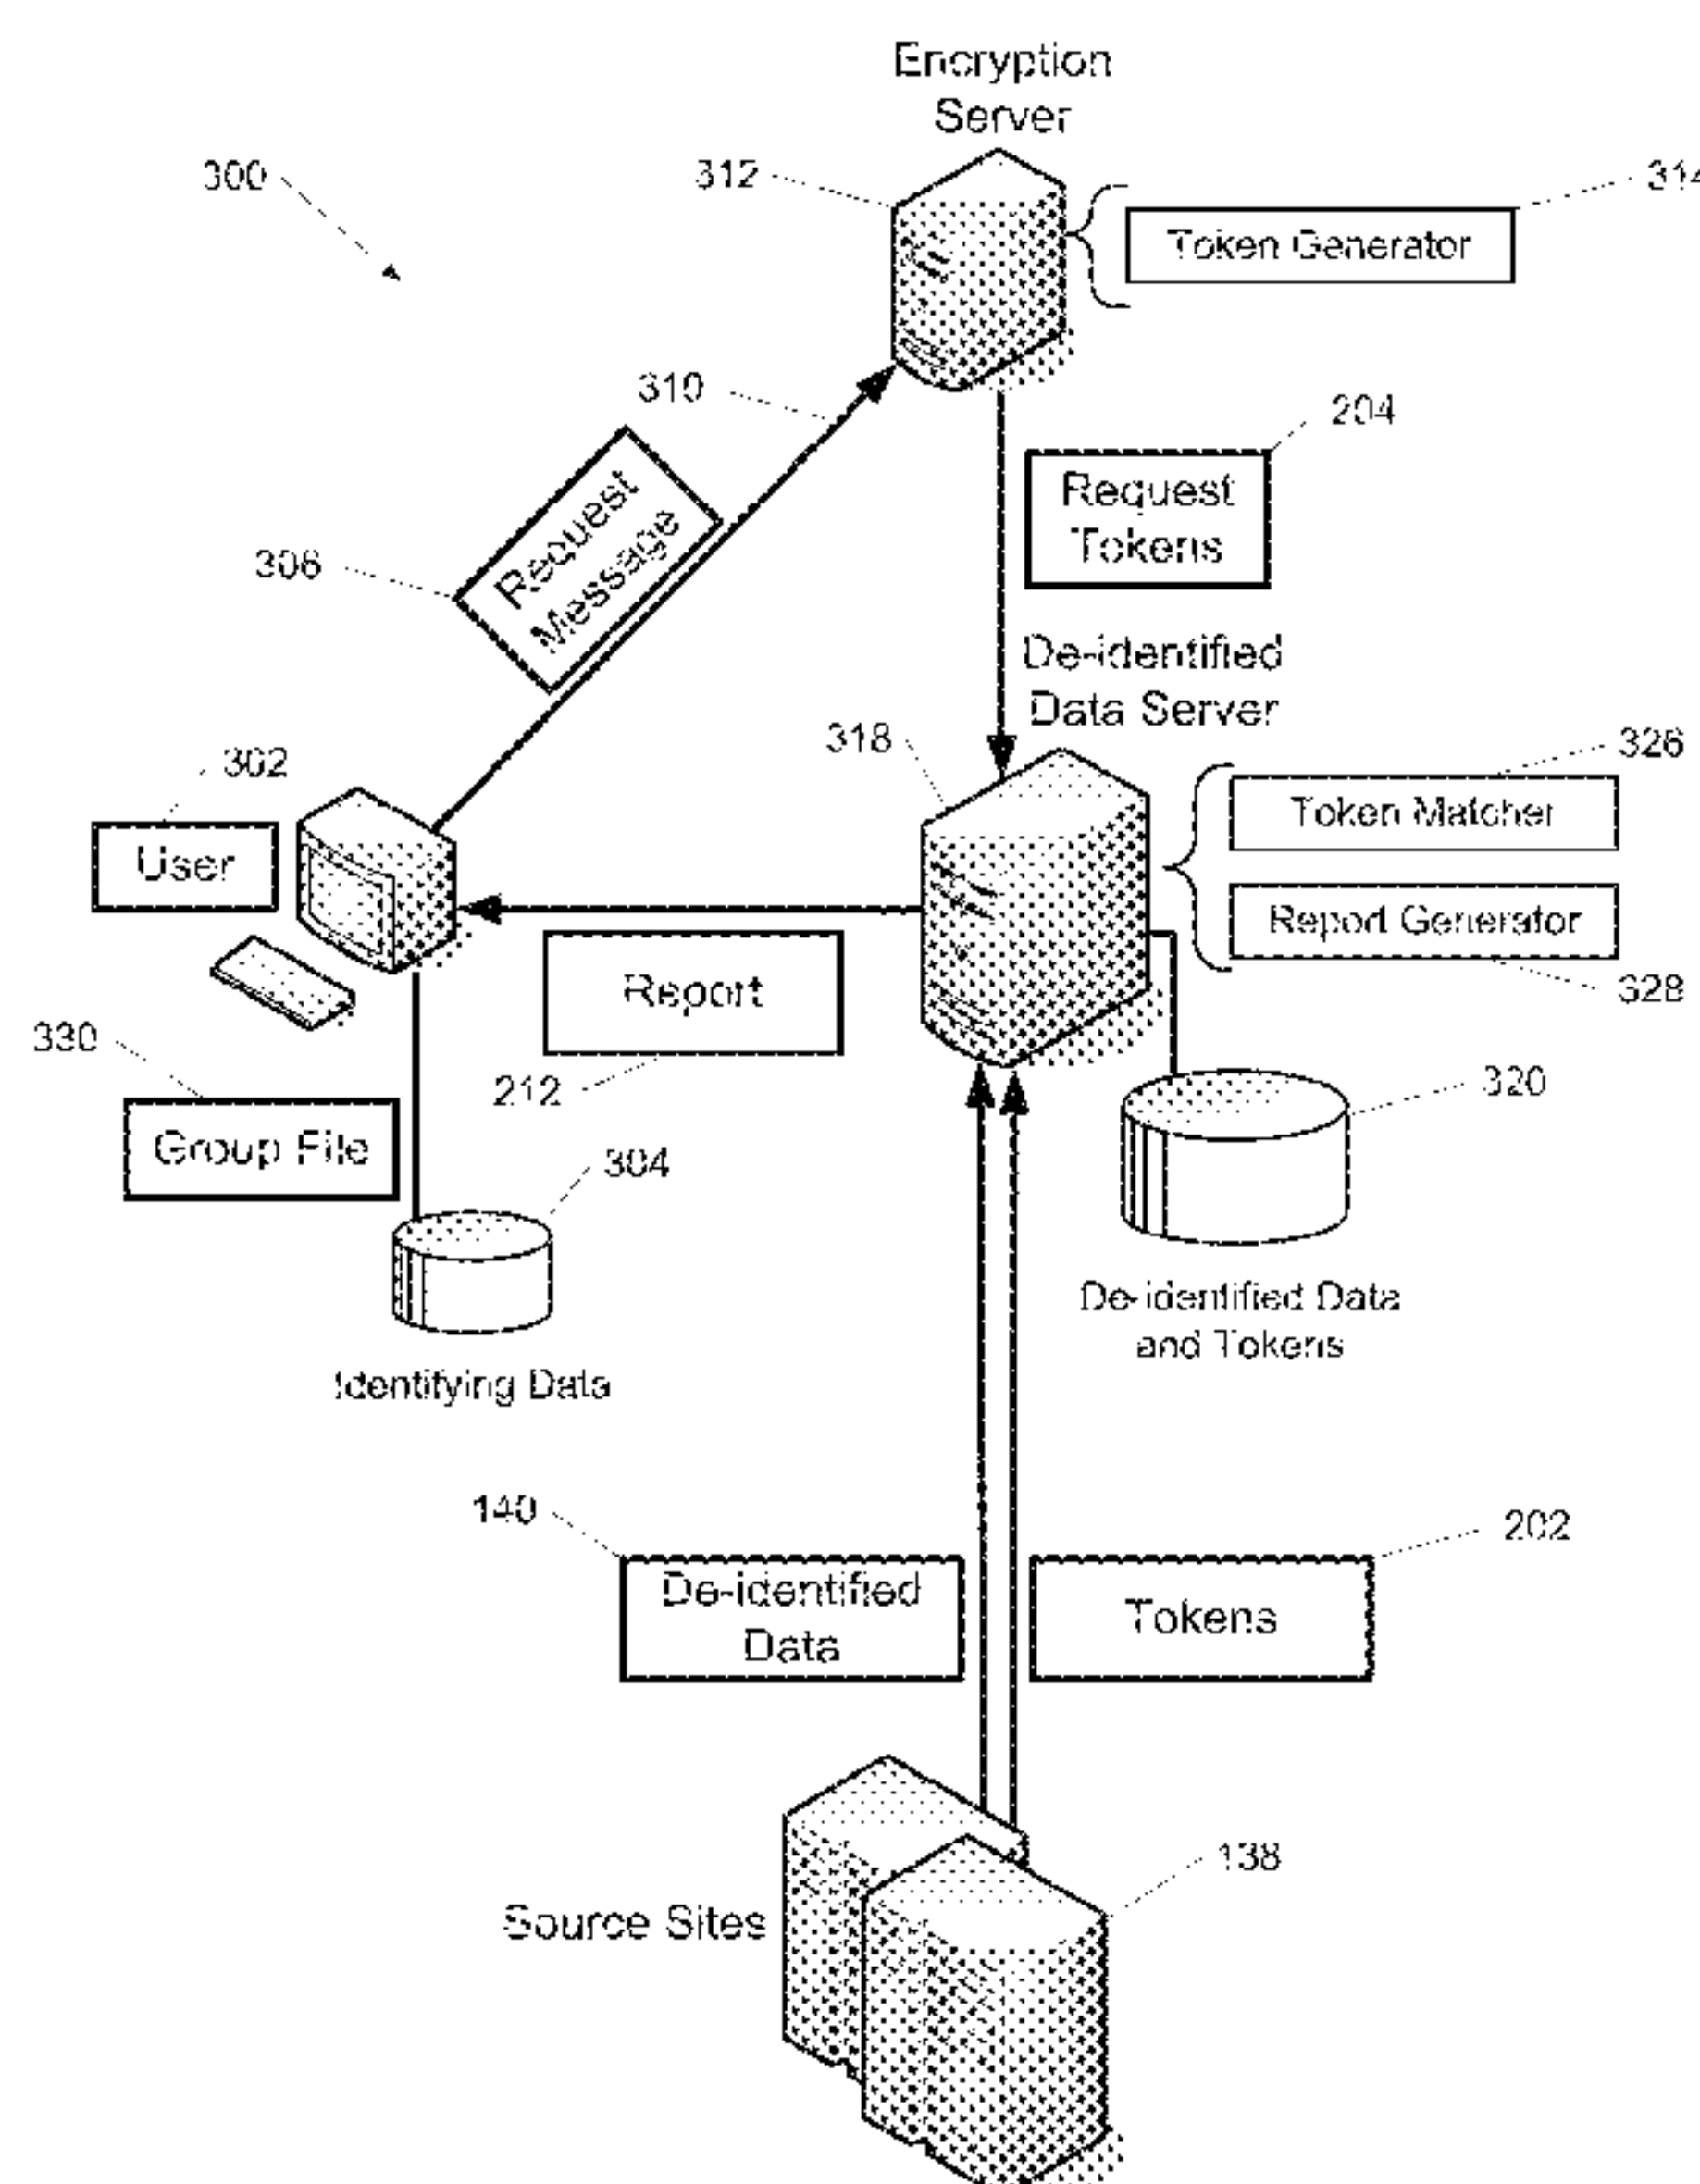 Encryption
Server
300
312
314
Token Generator
310
204
Request
Tokens
306
Request
Message
De-identified
Data Server
318
302
User
326
Token Matcher
Report Generator
328
Report
212
330
Group File
304
320
Identifying Data
De-identified Data
and Tokens
140
202
De-identified
Data
Tokens
138
Source Sites